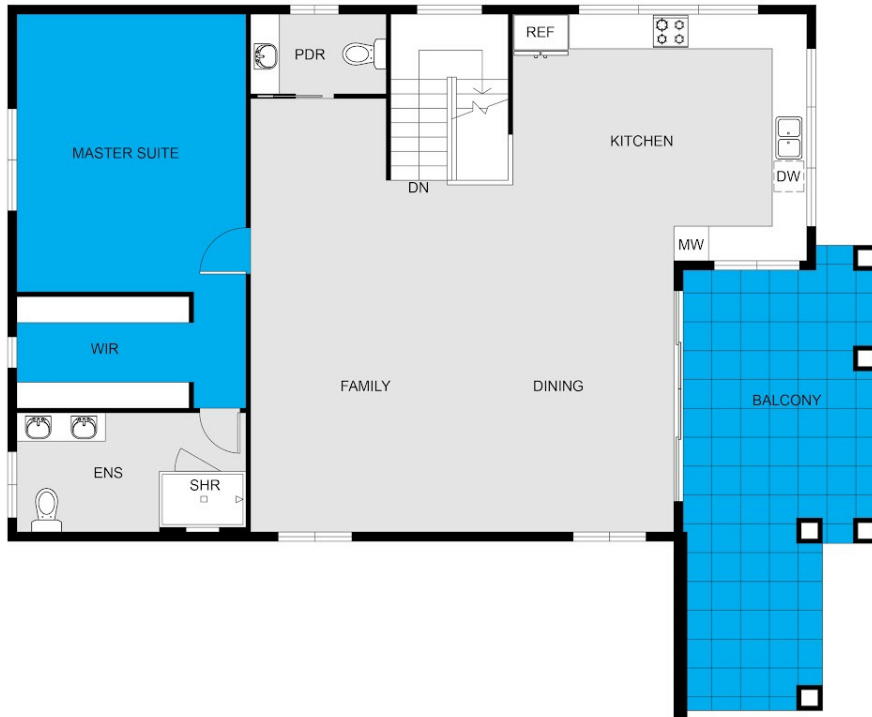 PDR
REF
MASTER SUITE
KITCHEN
DN
DW
MW
WIR
FAMILY
DINING
BALCONY
ENS
SHR